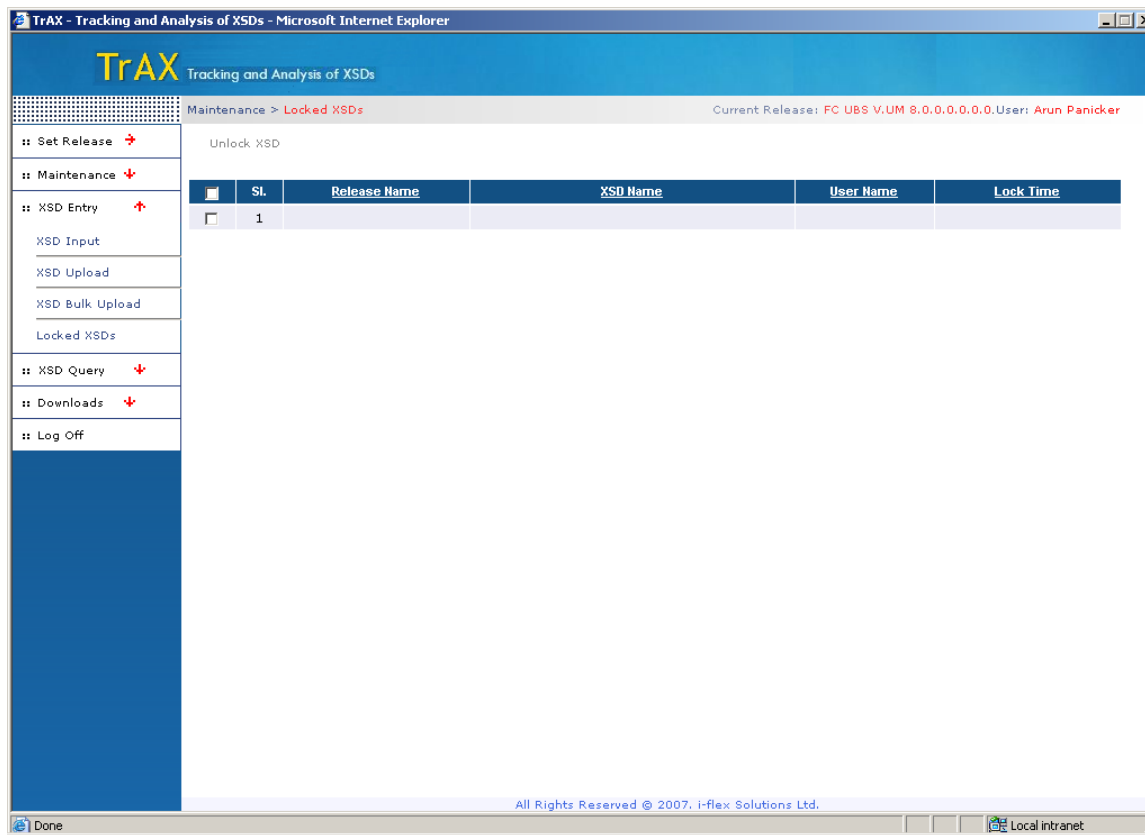 TrAX - Tracking and Analysis of XSDs - Microsoft Internet Explorer
TrAX Tracking and Analysis of XSDs
Maintenance > Locked XSDs
Current Release: FC UBS V.UM 8.0.0.0.0.0.0.User: Arun Panicker
:: Set Release
:: Maintenance
:: XSD Entry
XSD Input
XSD Upload
XSD Bulk Upload
Locked XSDs
:: XSD Query
:: Downloads
:: Log Off
Unlock XSD
Sl. Release Name XSD Name User Name Lock Time
1
All Rights Reserved @ 2007. i-flex Solutions Ltd.
Done
Local intranet